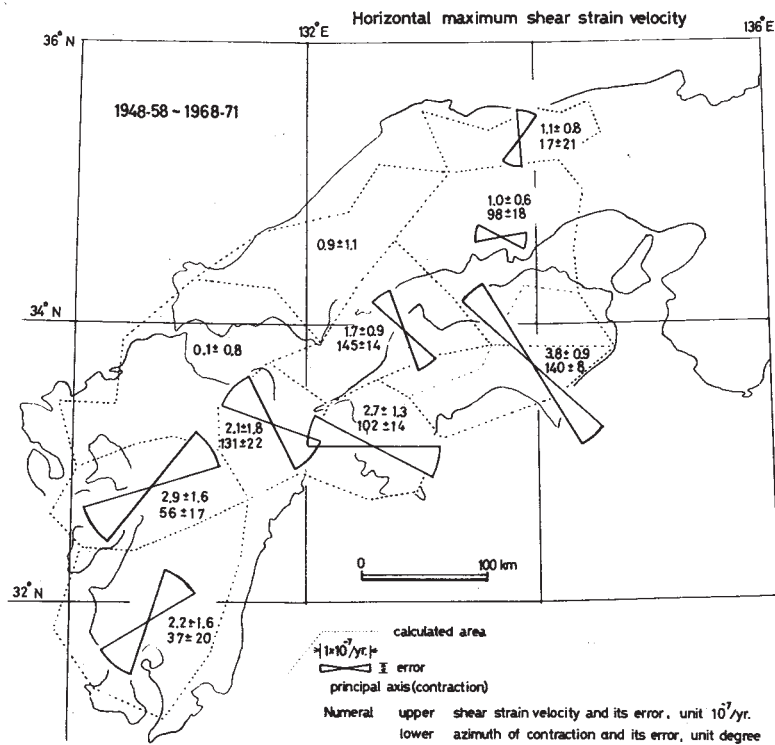 Horizontal maximum shear strain velocity
36° N
132°E
136°E
1948-58 ~ 1968-71
1.1± 0.8
17± 21
1.0± 0.6
98± 18
0.9± 1.1
34° N
1.7± 0.9
145± 14
0.1± 0.8
3.8± 0.9
140± 8
2.7± 1.3
102± 14
2.1± 1.8
131± 22
2.9± 1.6
56± 17
0 100 km
32° N
2.2± 1.6
37± 20
calculated area
1×10⁻⁷/yr.
error
principal axis (contraction)
Numeral upper shear strain velocity and its error, unit 10⁻⁷/yr.
lower azimuth of contraction and its error, unit degree